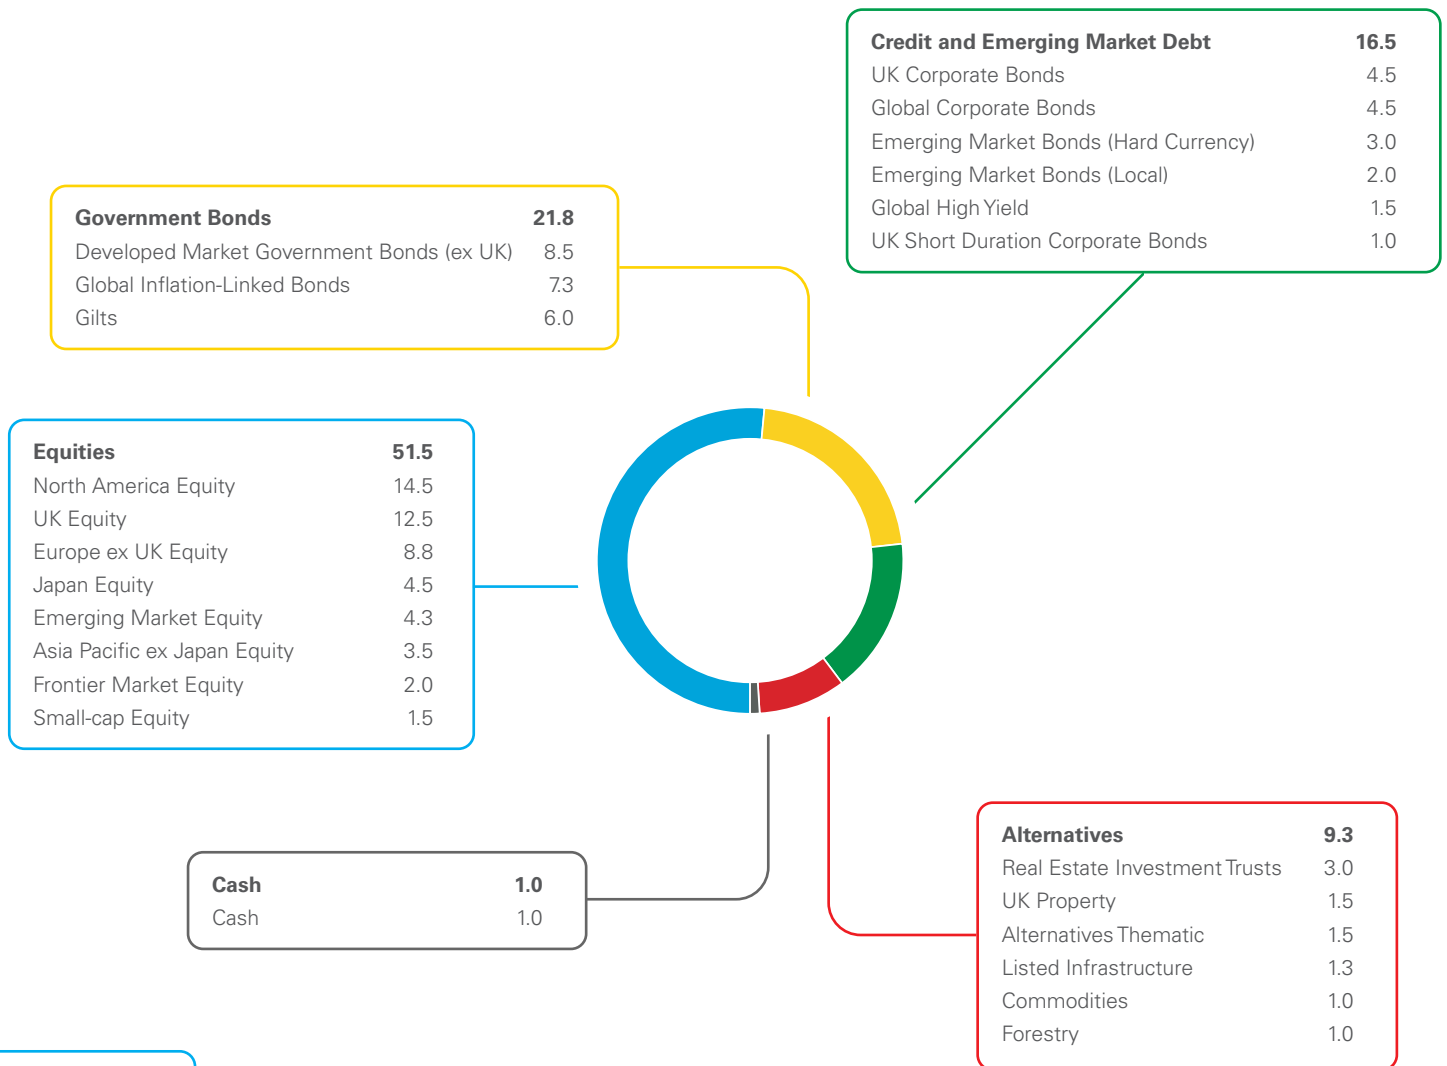 Credit and Emerging Market Debt 16.5
UK Corporate Bonds 4.5
Global Corporate Bonds 4.5
Emerging Market Bonds (Hard Currency) 3.0
Emerging Market Bonds (Local) 2.0
Global High Yield 1.5
UK Short Duration Corporate Bonds 1.0
Government Bonds 21.8
Developed Market Government Bonds (ex UK) 8.5
Global Inflation-Linked Bonds 7.3
Gilts 6.0
Equities 51.5
North America Equity 14.5
UK Equity 12.5
Europe ex UK Equity 8.8
Japan Equity 4.5
Emerging Market Equity 4.3
Asia Pacific ex Japan Equity 3.5
Frontier Market Equity 2.0
Small-cap Equity 1.5
Cash 1.0
Cash 1.0
Alternatives 9.3
Real Estate Investment Trusts 3.0
UK Property 1.5
Alternatives Thematic 1.5
Listed Infrastructure 1.3
Commodities 1.0
Forestry 1.0